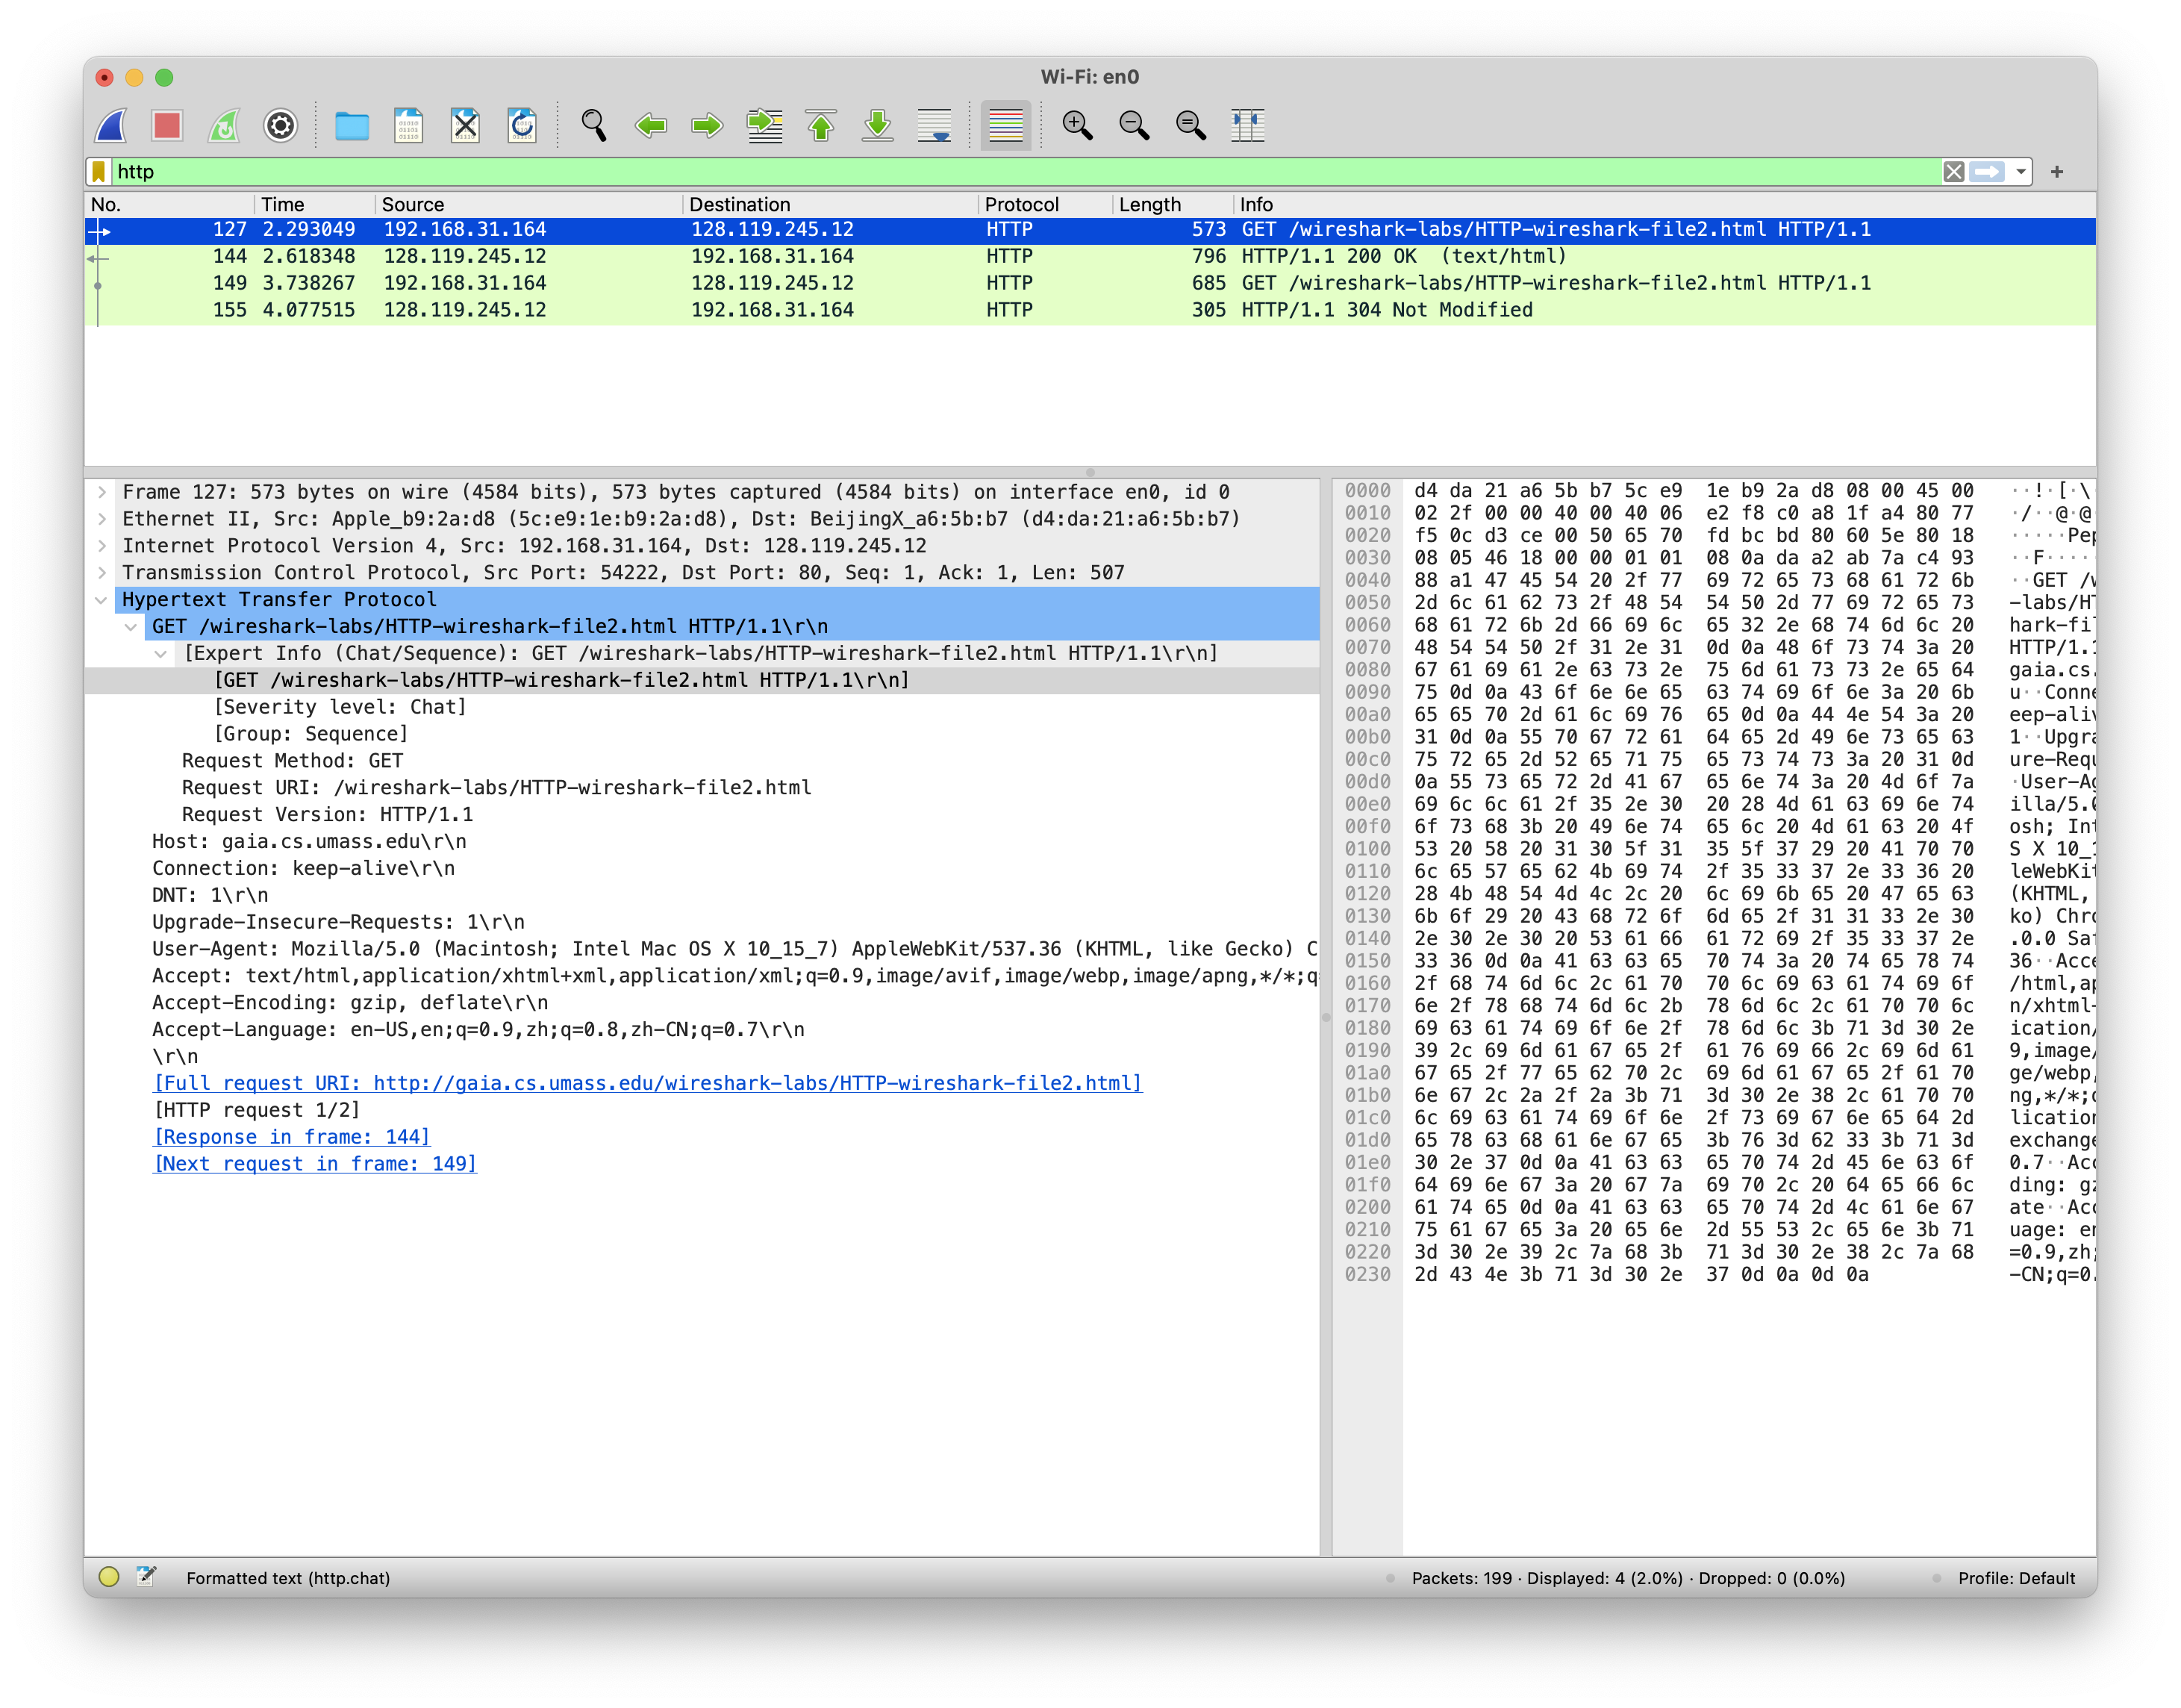 Wi-Fi: en0
http
No. Time Source Destination Protocol Length Info
127 2.293049 192.168.31.164 128.119.245.12 HTTP 573 GET /wireshark-labs/HTTP-wireshark-file2.html HTTP/1.1
144 2.618348 128.119.245.12 192.168.31.164 HTTP 796 HTTP/1.1 200 OK  (text/html)
149 3.738267 192.168.31.164 128.119.245.12 HTTP 685 GET /wireshark-labs/HTTP-wireshark-file2.html HTTP/1.1
155 4.077515 128.119.245.12 192.168.31.164 HTTP 305 HTTP/1.1 304 Not Modified
Frame 127: 573 bytes on wire (4584 bits), 573 bytes captured (4584 bits) on interface en0, id 0
Ethernet II, Src: Apple_b9:2a:d8 (5c:e9:1e:b9:2a:d8), Dst: BeijingX_a6:5b:b7 (d4:da:21:a6:5b:b7)
Internet Protocol Version 4, Src: 192.168.31.164, Dst: 128.119.245.12
Transmission Control Protocol, Src Port: 54222, Dst Port: 80, Seq: 1, Ack: 1, Len: 507
Hypertext Transfer Protocol
GET /wireshark-labs/HTTP-wireshark-file2.html HTTP/1.1\r\n
[Expert Info (Chat/Sequence): GET /wireshark-labs/HTTP-wireshark-file2.html HTTP/1.1\r\n]
[GET /wireshark-labs/HTTP-wireshark-file2.html HTTP/1.1\r\n]
[Severity level: Chat]
[Group: Sequence]
Request Method: GET
Request URI: /wireshark-labs/HTTP-wireshark-file2.html
Request Version: HTTP/1.1
Host: gaia.cs.umass.edu\r\n
Connection: keep-alive\r\n
DNT: 1\r\n
Upgrade-Insecure-Requests: 1\r\n
User-Agent: Mozilla/5.0 (Macintosh; Intel Mac OS X 10_15_7) AppleWebKit/537.36 (KHTML, like Gecko) C
Accept: text/html,application/xhtml+xml,application/xml;q=0.9,image/avif,image/webp,image/apng,*/*;q
Accept-Encoding: gzip, deflate\r\n
Accept-Language: en-US,en;q=0.9,zh;q=0.8,zh-CN;q=0.7\r\n
\r\n
[Full request URI: http://gaia.cs.umass.edu/wireshark-labs/HTTP-wireshark-file2.html]
[HTTP request 1/2]
[Response in frame: 144]
[Next request in frame: 149]
0000 d4 da 21 a6 5b b7 5c e9 1e b9 2a d8 08 00 45 00 ··!·[·\·
0010 02 2f 00 00 40 00 40 06 e2 f8 c0 a8 1f a4 80 77 ·/··@·@·
0020 f5 0c d3 ce 00 50 65 70 fd bc bd 80 60 5e 80 18 ·····Pep
0030 08 05 46 18 00 00 01 01 08 0a da a2 ab 7a c4 93 ··F·····
0040 88 a1 47 45 54 20 2f 77 69 72 65 73 68 61 72 6b ··GET /w
0050 2d 6c 61 62 73 2f 48 54 54 50 2d 77 69 72 65 73 -labs/HT
0060 68 61 72 6b 2d 66 69 6c 65 32 2e 68 74 6d 6c 20 hark-fil
0070 48 54 54 50 2f 31 2e 31 0d 0a 48 6f 73 74 3a 20 HTTP/1.1
0080 67 61 69 61 2e 63 73 2e 75 6d 61 73 73 2e 65 64 gaia.cs.
0090 75 0d 0a 43 6f 6e 6e 65 63 74 69 6f 6e 3a 20 6b u··Conne
00a0 65 65 70 2d 61 6c 69 76 65 0d 0a 44 4e 54 3a 20 eep-aliv
00b0 31 0d 0a 55 70 67 72 61 64 65 2d 49 6e 73 65 63 1··Upgra
00c0 75 72 65 2d 52 65 71 75 65 73 74 73 3a 20 31 0d ure-Requ
00d0 0a 55 73 65 72 2d 41 67 65 6e 74 3a 20 4d 6f 7a ·User-Ag
00e0 69 6c 6c 61 2f 35 2e 30 20 28 4d 61 63 69 6e 74 illa/5.0
00f0 6f 73 68 3b 20 49 6e 74 65 6c 20 4d 61 63 20 4f osh; Int
0100 53 20 58 20 31 30 5f 31 35 5f 37 29 20 41 70 70 S X 10_1
0110 6c 65 57 65 62 4b 69 74 2f 35 33 37 2e 33 36 20 leWebKit
0120 28 4b 48 54 4d 4c 2c 20 6c 69 6b 65 20 47 65 63 (KHTML,
0130 6b 6f 29 20 43 68 72 6f 6d 65 2f 31 31 33 2e 30 ko) Chro
0140 2e 30 2e 30 20 53 61 66 61 72 69 2f 35 33 37 2e .0.0 Saf
0150 33 36 0d 0a 41 63 63 65 70 74 3a 20 74 65 78 74 36··Acce
0160 2f 68 74 6d 6c 2c 61 70 70 6c 69 63 61 74 69 6f /html,ap
0170 6e 2f 78 68 74 6d 6c 2b 78 6d 6c 2c 61 70 70 6c n/xhtml+
0180 69 63 61 74 69 6f 6e 2f 78 6d 6c 3b 71 3d 30 2e ication/
0190 39 2c 69 6d 61 67 65 2f 61 76 69 66 2c 69 6d 61 9,image/
01a0 67 65 2f 77 65 62 70 2c 69 6d 61 67 65 2f 61 70 ge/webp,
01b0 6e 67 2c 2a 2f 2a 3b 71 3d 30 2e 38 2c 61 70 70 ng,*/*;q
01c0 6c 69 63 61 74 69 6f 6e 2f 73 69 67 6e 65 64 2d lication
01d0 65 78 63 68 61 6e 67 65 3b 76 3d 62 33 3b 71 3d exchange
01e0 30 2e 37 0d 0a 41 63 63 65 70 74 2d 45 6e 63 6f 0.7··Acc
01f0 64 69 6e 67 3a 20 67 7a 69 70 2c 20 64 65 66 6c ding: gz
0200 61 74 65 0d 0a 41 63 63 65 70 74 2d 4c 61 6e 67 ate··Acc
0210 75 61 67 65 3a 20 65 6e 2d 55 53 2c 65 6e 3b 71 uage: en
0220 3d 30 2e 39 2c 7a 68 3b 71 3d 30 2e 38 2c 7a 68 =0.9,zh;
0230 2d 43 4e 3b 71 3d 30 2e 37 0d 0a 0d 0a -CN;q=0.
Formatted text (http.chat) Packets: 199 · Displayed: 4 (2.0%) · Dropped: 0 (0.0%) Profile: Default